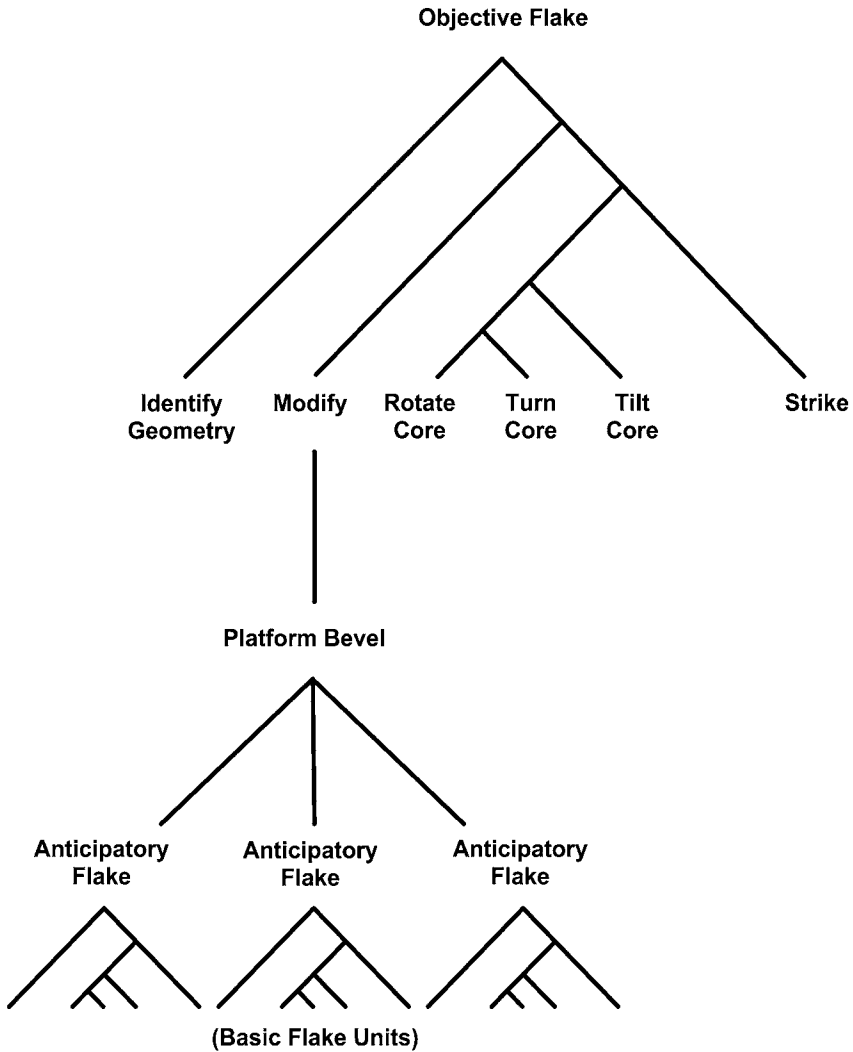 Objective Flake
Identify Modify Rotate Turn Tilt Strike
Geometry Core Core Core
Platform Bevel
Anticipatory Anticipatory Anticipatory
Flake Flake Flake
(Basic Flake Units)